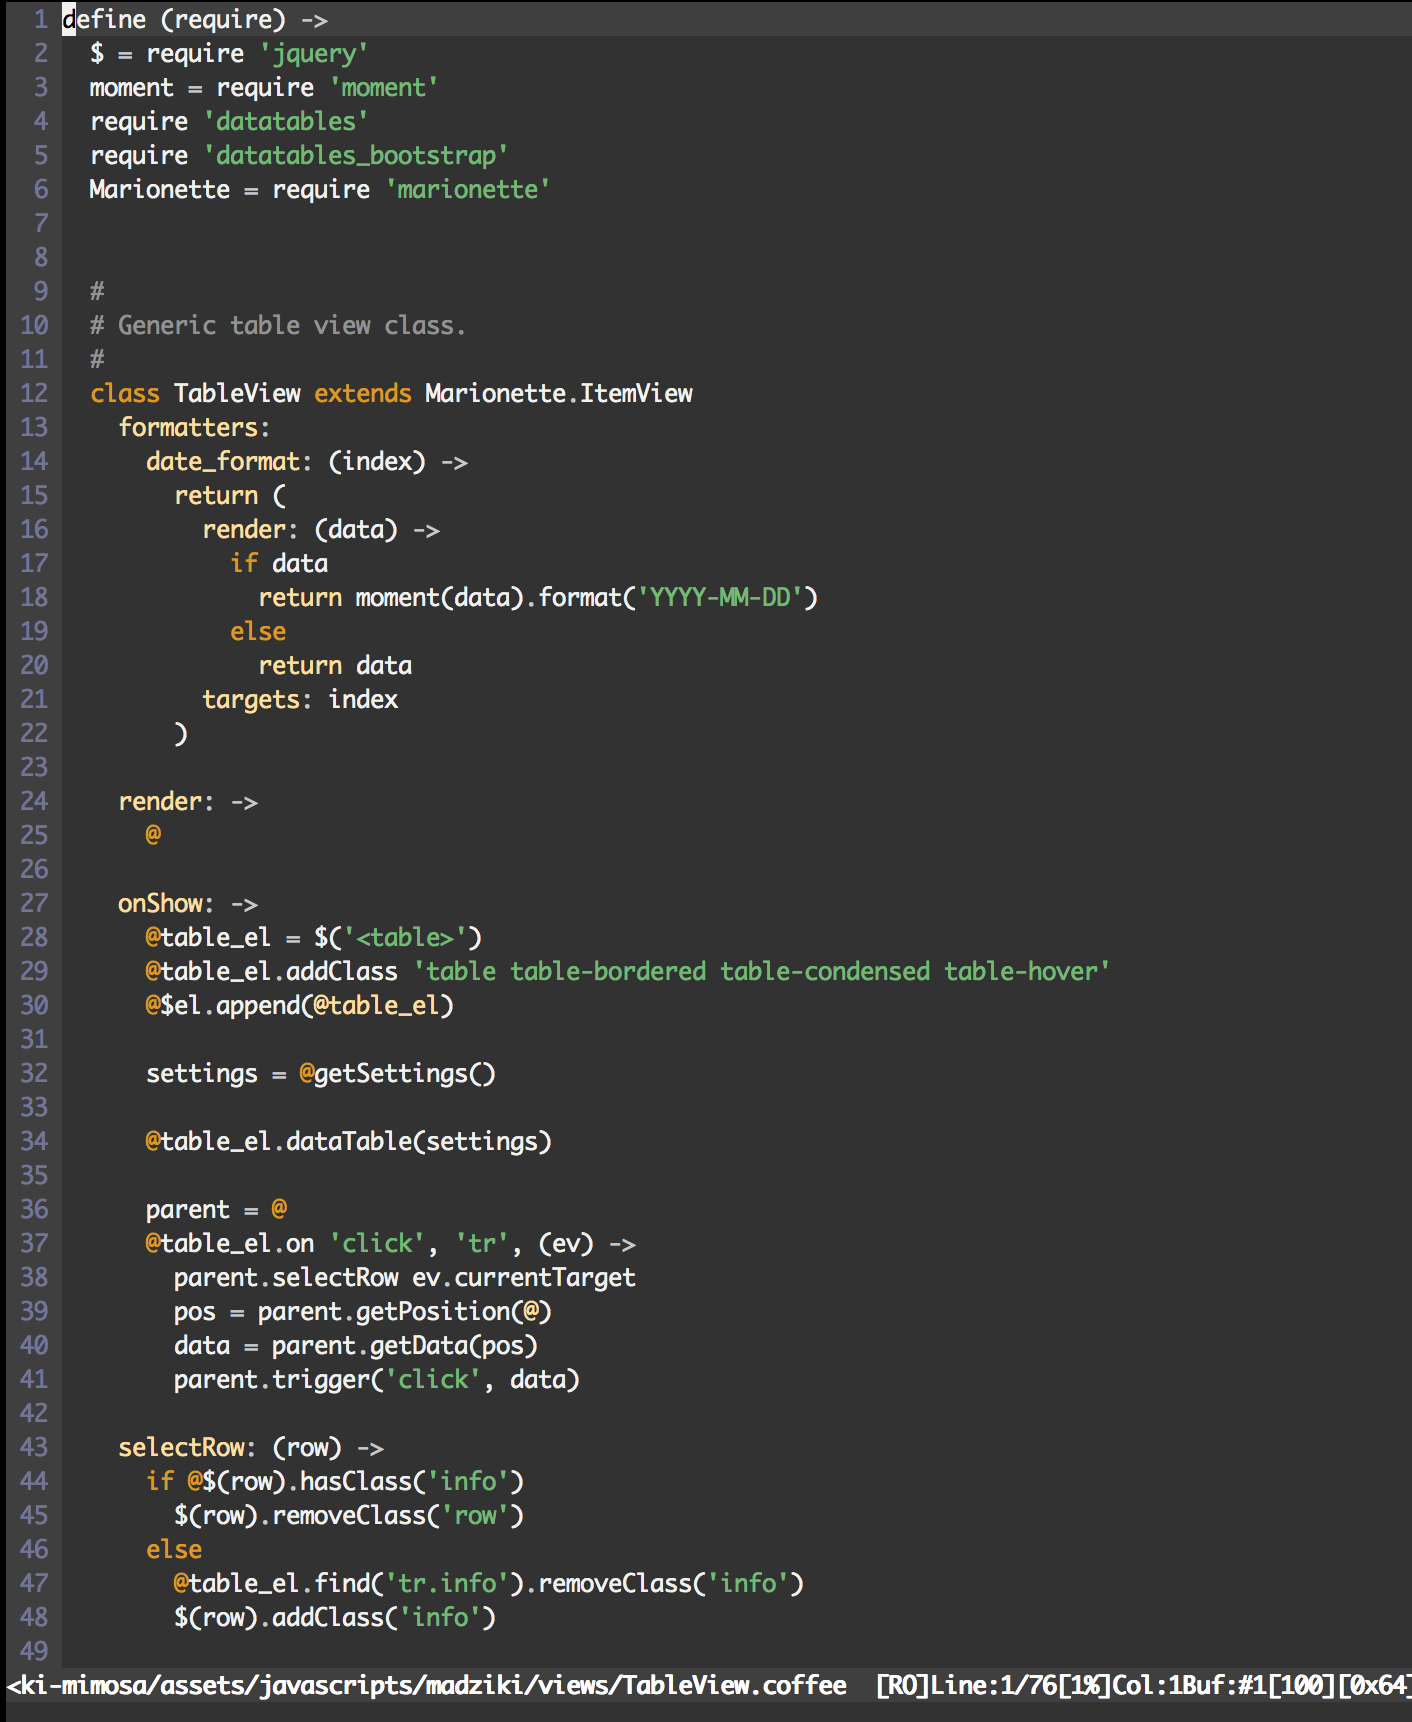 1 define (require) ->
2   $ = require 'jquery'
3   moment = require 'moment'
4   require 'datatables'
5   require 'datatables_bootstrap'
6   Marionette = require 'marionette'
7
8
9   #
10   # Generic table view class.
11   #
12   class TableView extends Marionette.ItemView
13     formatters:
14       date_format: (index) ->
15         return (
16           render: (data) ->
17             if data
18               return moment(data).format('YYYY-MM-DD')
19             else
20               return data
21           targets: index
22         )
23
24     render: ->
25       @
26
27     onShow: ->
28       @table_el = $('<table>')
29       @table_el.addClass 'table table-bordered table-condensed table-hover'
30       @$el.append(@table_el)
31
32       settings = @getSettings()
33
34       @table_el.dataTable(settings)
35
36       parent = @
37       @table_el.on 'click', 'tr', (ev) ->
38         parent.selectRow ev.currentTarget
39         pos = parent.getPosition(@)
40         data = parent.getData(pos)
41         parent.trigger('click', data)
42
43     selectRow: (row) ->
44       if @$(row).hasClass('info')
45         $(row).removeClass('row')
46       else
47         @table_el.find('tr.info').removeClass('info')
48         $(row).addClass('info')
49
<ki-mimosa/assets/javascripts/madziki/views/TableView.coffee  [RO]Line:1/76[1%]Col:1Buf:#1[100][0x64]